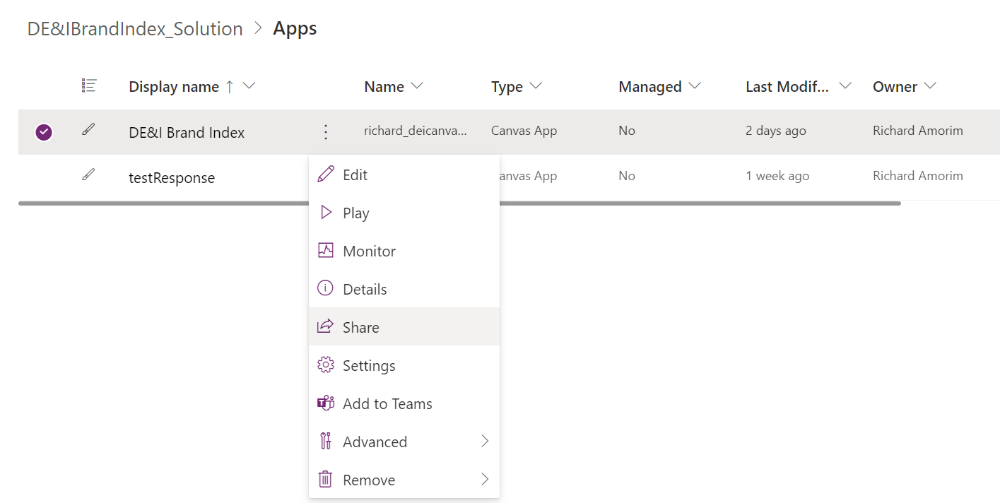 DE&IBrandIndex_Solution > Apps
Display name ↑ Name Type Managed Last Modif... Owner
DE&I Brand Index richard_deicanva... Canvas App No 2 days ago Richard Amorim
testResponse anvas App No 1 week ago Richard Amorim
Edit
Play
Monitor
Details
Share
Settings
Add to Teams
Advanced
Remove